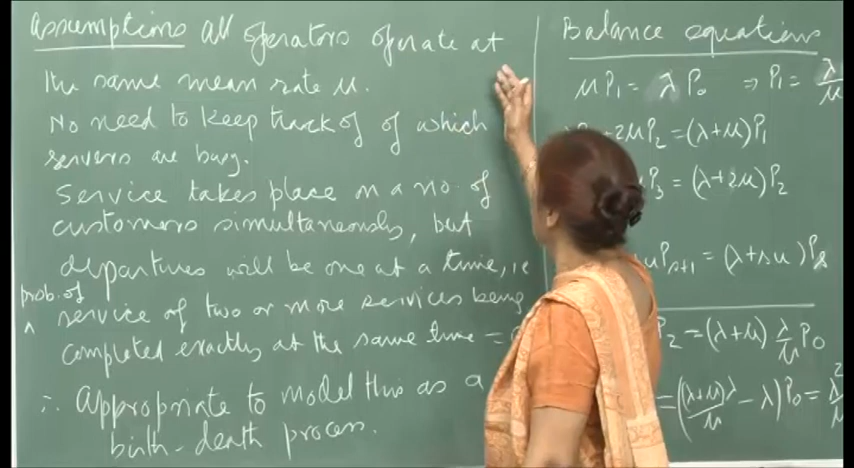 Assumptions All operators operate at
the same mean rate μ.
No need to keep track of of which
servers are busy.
Service takes place in a no. of
customers simultaneously, but
departures will be one at a time, ie
prob. of
^ service of two or more services being
completed exactly at the same time =
∴ Appropriate to model this as a
birth-death process.
Balance equations
μP₁ = λP₀ ⇒ P₁ = λ/μ
+2μP₂ = (λ+μ)P₁
P₃ = (λ+2μ)P₂
μPₛ₊₁ = (λ+sμ)Pₛ
P₂ = (λ+μ) λ/μ P₀
= ((λ+μ)λ/μ − λ)P₀ = λ²